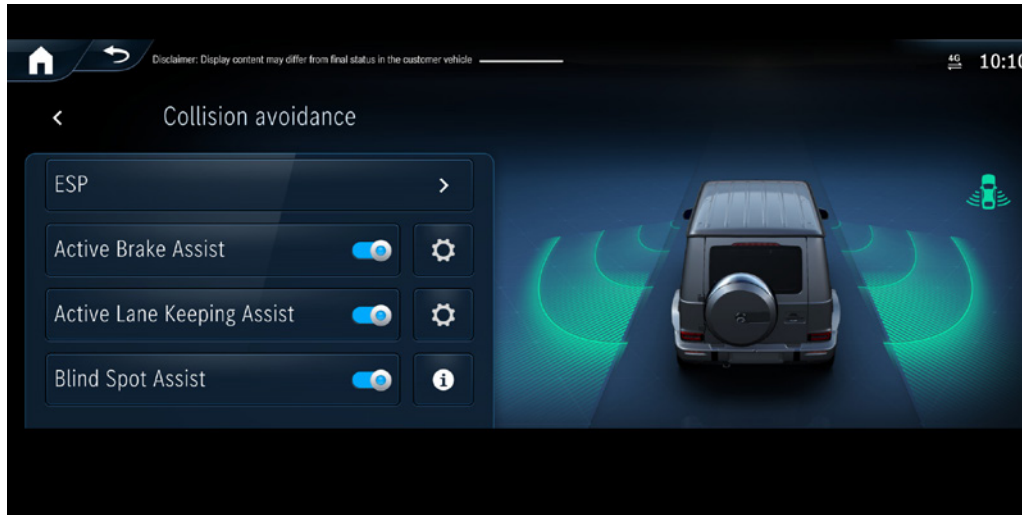 Disclaimer: Display content may differ from final status in the customer vehicle
4G
10:10
Collision avoidance
ESP
Active Brake Assist
Active Lane Keeping Assist
Blind Spot Assist